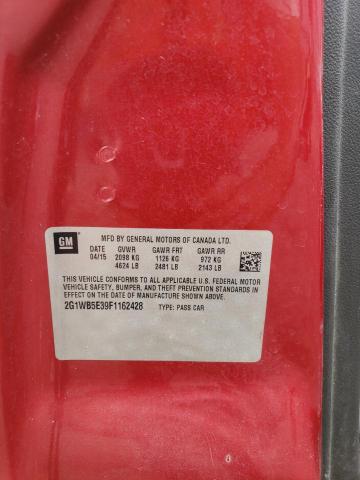 GM
MFD BY GENERAL MOTORS OF CANADA LTD.
DATE GVWR GAWR FRT GAWR RR
04/15 2098 KG 1126 KG 972 KG
4624 LB 2481 LB 2143 LB
THIS VEHICLE CONFORMS TO ALL APPLICABLE U.S. FEDERAL MOTOR
VEHICLE SAFETY, BUMPER, AND THEFT PREVENTION STANDARDS IN
EFFECT ON THE DATE OF MANUFACTURE SHOWN ABOVE.
2G1WB5E39F1162428 TYPE: PASS CAR